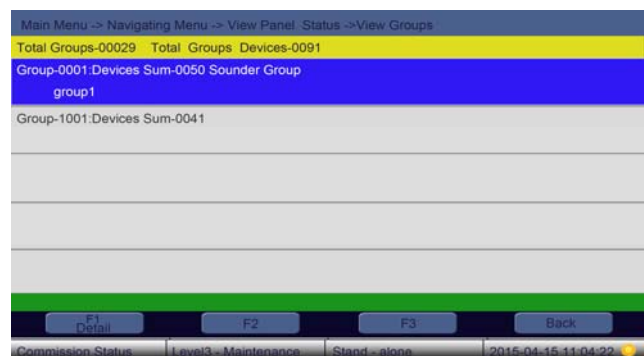 Main Menu -> Navigating Menu -> View Panel Status ->View Groups
Total Groups-00029 Total Groups Devices-0091
Group-0001:Devices Sum-0050 Sounder Group
group1
Group-1001:Devices Sum-0041
F1 F2 F3 Back
Detail
Commission Status Level3 - Maintenance Stand - alone 2015-04-15 11:04:22